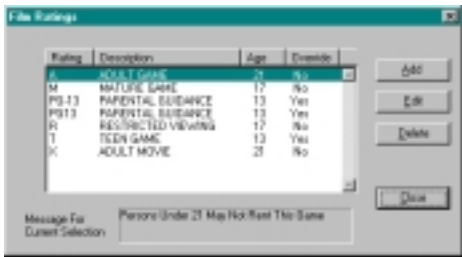 Film Ratings
Rating Description Age Override
A ADULT GAME 21 No
M MATURE GAME 17 No
PG-13 PARENTAL GUIDANCE 13 Yes
PG13 PARENTAL GUIDANCE 13 Yes
R RESTRICTED VIEWING 17 No
T TEEN GAME 13 Yes
X ADULT MOVIE 21 No
Add
Edit
Delete
Close
Message For
Current Selection
Persons Under 21 May Not Rent This Game